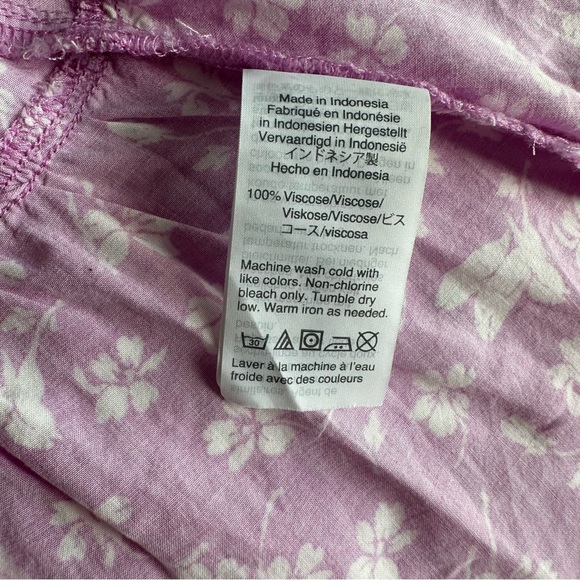 Made in Indonesia
Fabriqué en Indonésie
in Indonesien Hergestellt
Vervaardigd in Indonesië
インドネシア製
Hecho en Indonesia
100% Viscose/Viscose/
Viskose/Viscose/ビス
コース/viscosa
Machine wash cold with
like colors. Non-chlorine
bleach only. Tumble dry
low. Warm iron as needed.
30
Laver à la machine à l'eau
froide avec des couleurs